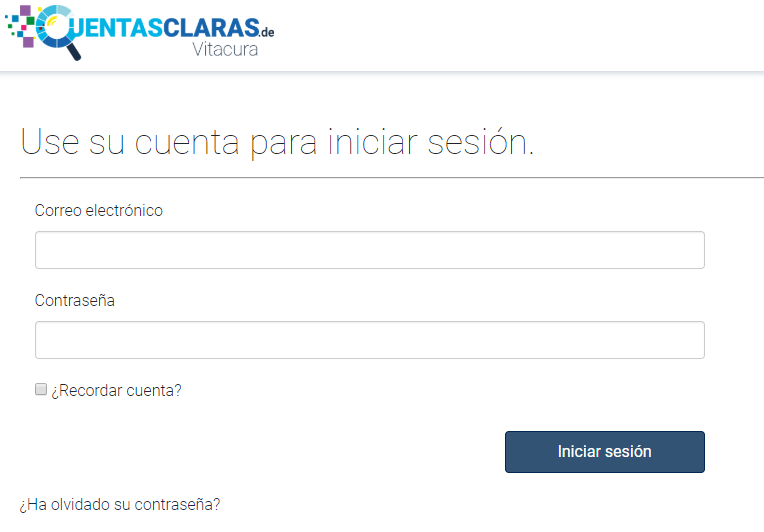 CUENTASCLARAS.de
Vitacura
Use su cuenta para iniciar sesión.
Correo electrónico
Contraseña
¿Recordar cuenta?
Iniciar sesión
¿Ha olvidado su contraseña?